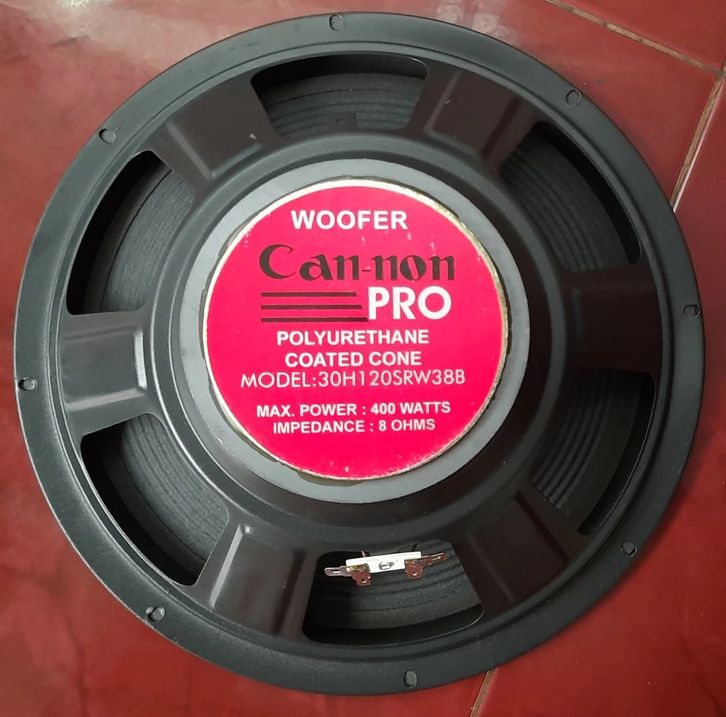 WOOFER
Can-non
PRO
POLYURETHANE
COATED CONE
MODEL:30H120SRW38B
MAX. POWER : 400 WATTS
IMPEDANCE : 8 OHMS